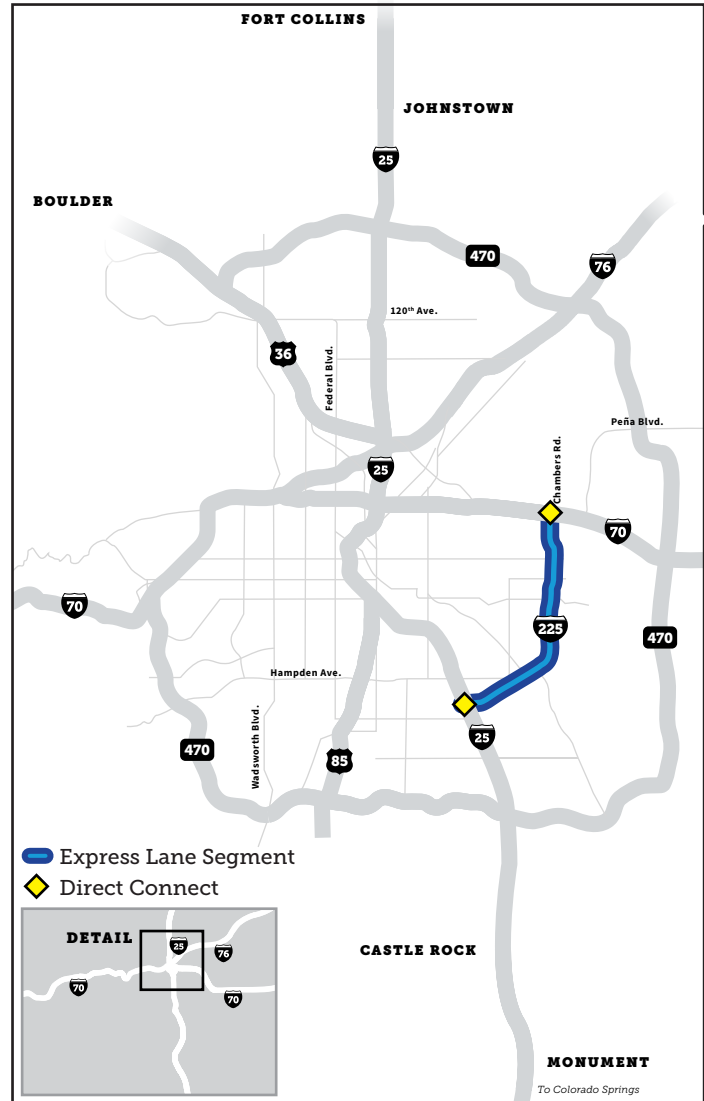 FORT COLLINS
JOHNSTOWN
25
BOULDER
470
76
120th Ave.
36
Federal Blvd.
Peña Blvd.
Chambers Rd.
25
70
70
225
470
Hampden Ave.
Wadsworth Blvd.
25
470
85
Express Lane Segment
Direct Connect
DETAIL
25
76
70
70
CASTLE ROCK
MONUMENT
To Colorado Springs